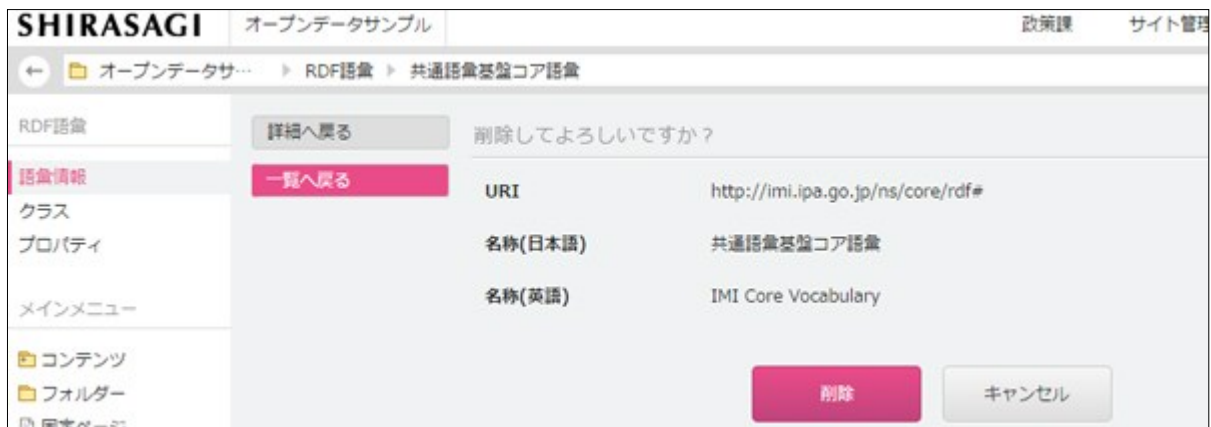 SHIRASAGI オープンデータサンプル 政策課 サイト管理
← オープンデータサ… ▶ RDF語彙 ▶ 共通語彙基盤コア語彙
RDF語彙
語彙情報
クラス
プロパティ
メインメニュー
コンテンツ
フォルダー
固定ページ
詳細へ戻る
一覧へ戻る
削除してよろしいですか？
URI http://imi.ipa.go.jp/ns/core/rdf#
名称(日本語) 共通語彙基盤コア語彙
名称(英語) IMI Core Vocabulary
削除 キャンセル